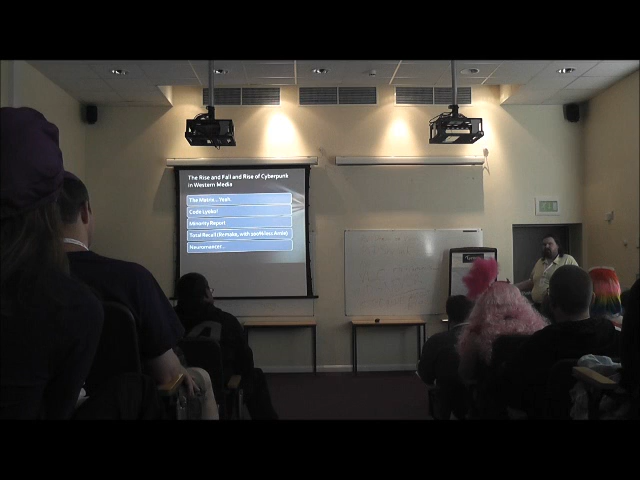 The Rise and Fall and Rise of Cyberpunk
in Western Media
The Matrix... Yeah.
Code Lyoko!
Minority Report
Total Recall (Remake, with 100% less Arnie)
Neuromancer...